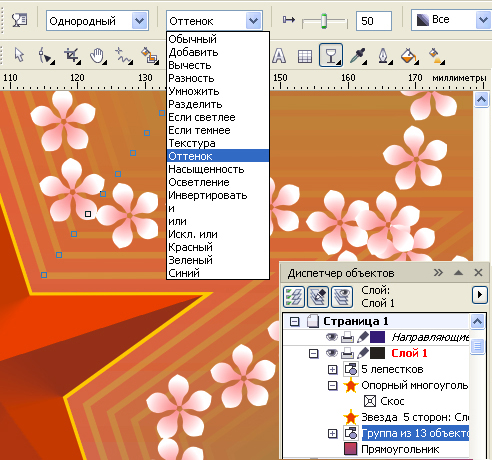 Однородный Оттенок 50 Все
Обычный
Добавить
Вычесть
Разность
Умножить
Разделить
Если светлее
Если темнее
Текстура
Оттенок
Насыщенность
Осветление
Инвертировать
и
или
Искл. или
Красный
Зеленый
Синий
A
110 120 130 150 160 170 миллиметры
Диспетчер объектов
Слой:
Слой 1
Страница 1
Направляющие
Слой 1
5 лепестков
Опорный многоуголь
Скос
Звезда 5 сторон: Сло
Группа из 13 объекто
Прямоугольник